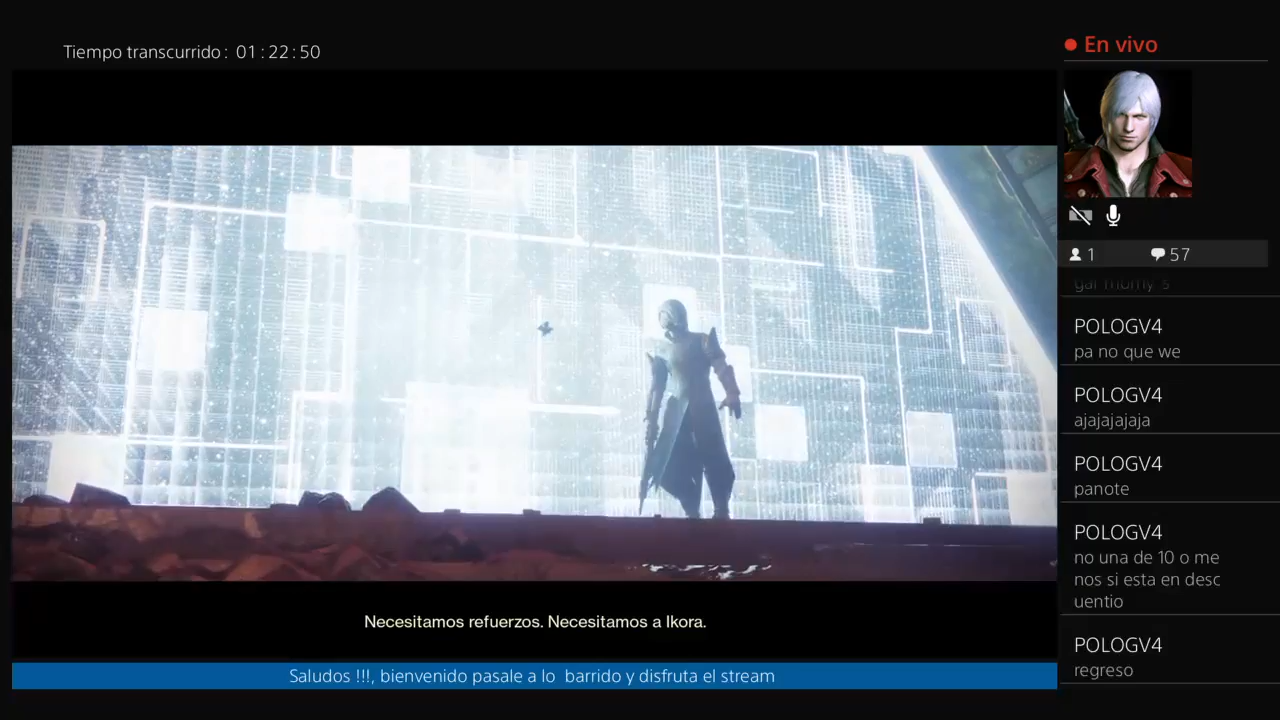 Tiempo transcurrido : 01 : 22 : 50
En vivo
1
57
POLOGV4
pa no que we
POLOGV4
ajajajajaja
POLOGV4
panote
POLOGV4
no una de 10 o me
nos si esta en desc
uentio
POLOGV4
regreso
Necesitamos refuerzos. Necesitamos a Ikora.
Saludos !!!, bienvenido pasale a lo barrido y disfruta el stream